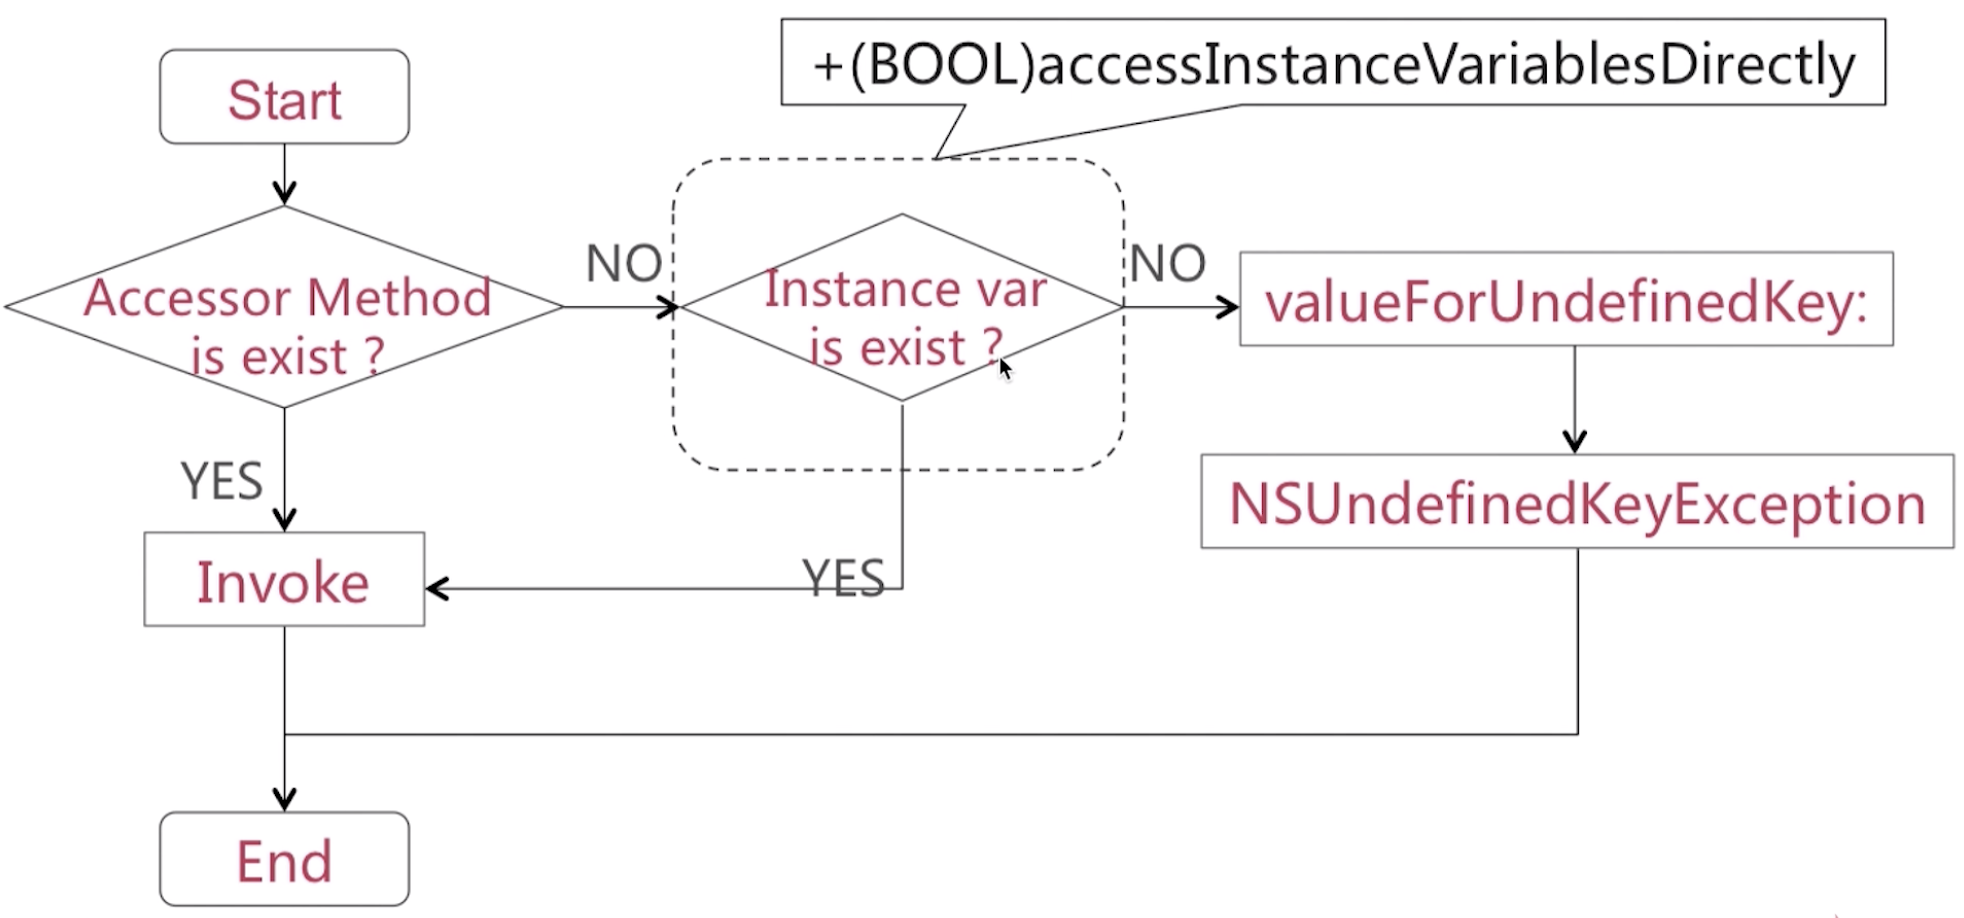 +(BOOL)accessInstanceVariablesDirectly
Start
NO
NO
Accessor Method
is exist ?
Instance var
is exist ?
valueForUndefinedKey:
YES
NSUndefinedKeyException
Invoke
YES
End